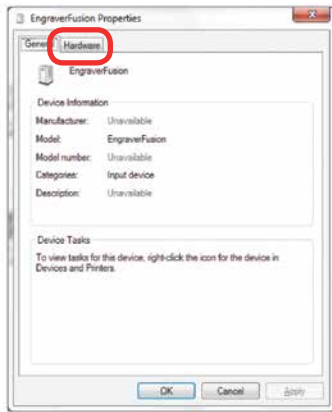 EngraverFusion Properties
General Hardware
EngraverFusion
Device Information
Manufacturer: Unavailable
Model: EngraverFusion
Model number: Unavailable
Categories: Input device
Description: Unavailable
Device Tasks
To view tasks for this device, right-click the icon for the device in
Devices and Printers.
OK Cancel Apply